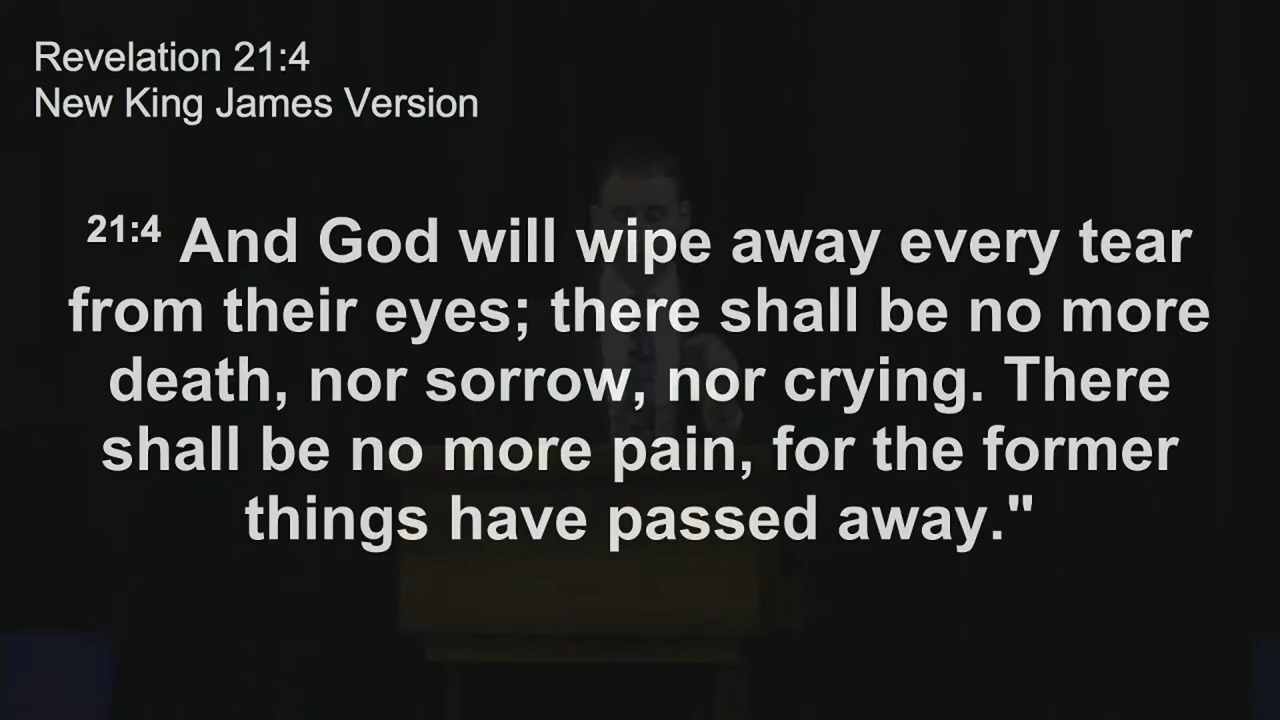 Revelation 21:4
New King James Version
21:4 And God will wipe away every tear
from their eyes; there shall be no more
death, nor sorrow, nor crying. There
shall be no more pain, for the former
things have passed away."